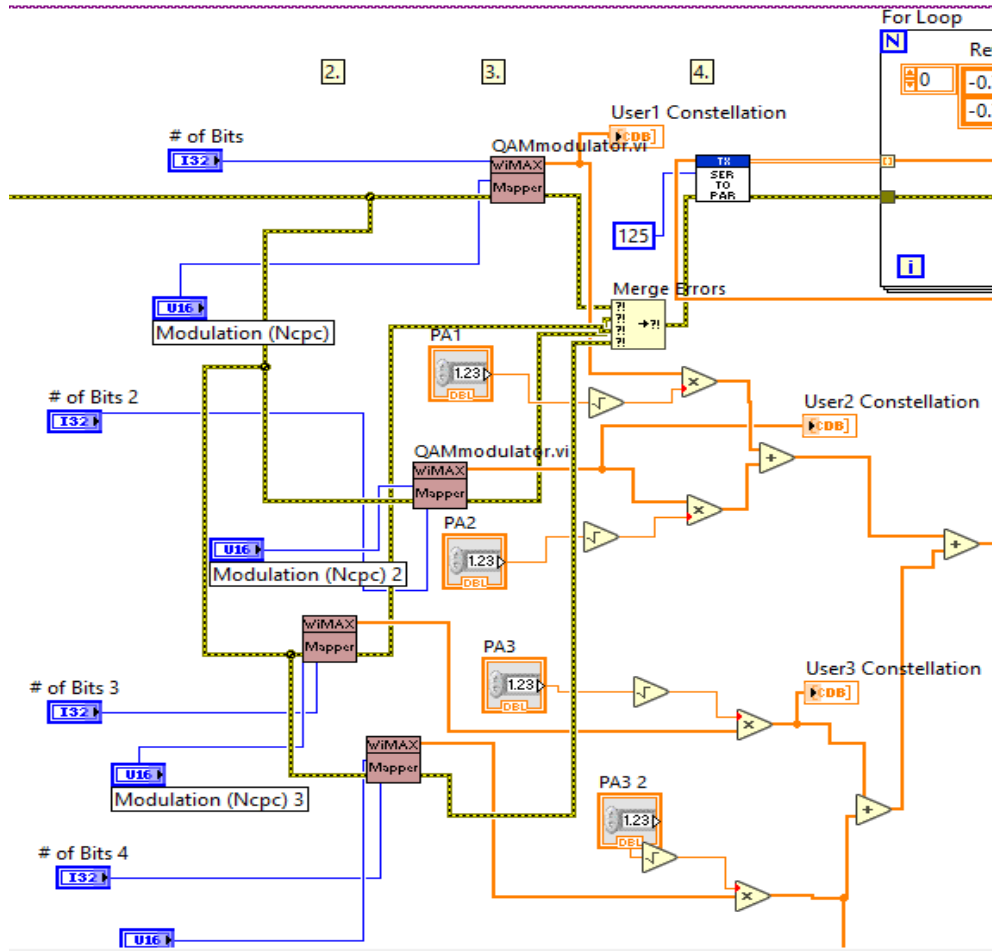 For Loop
N
Re
0
-0.
-0.
2.
3.
4.
User1 Constellation
CDB]
# of Bits
I32
QAMmodulator.vi
WiMAX
Mapper
TX
SER
TO
PAR
125
i
U16
Modulation (Ncpc)
Merge Errors
?!
?!
?!
?!
?!
PA1
1.23
DBL
x
# of Bits 2
I32
User2 Constellation
CDB]
QAMmodulator.vi
WiMAX
Mapper
+
x
PA2
1.23
DBL
+
U16
Modulation (Ncpc) 2
WiMAX
Mapper
PA3
1.23
DBL
User3 Constellation
CDB]
# of Bits 3
I32
x
WiMAX
Mapper
U16
Modulation (Ncpc) 3
PA3 2
1.23
DBL
+
# of Bits 4
I32
x
U16